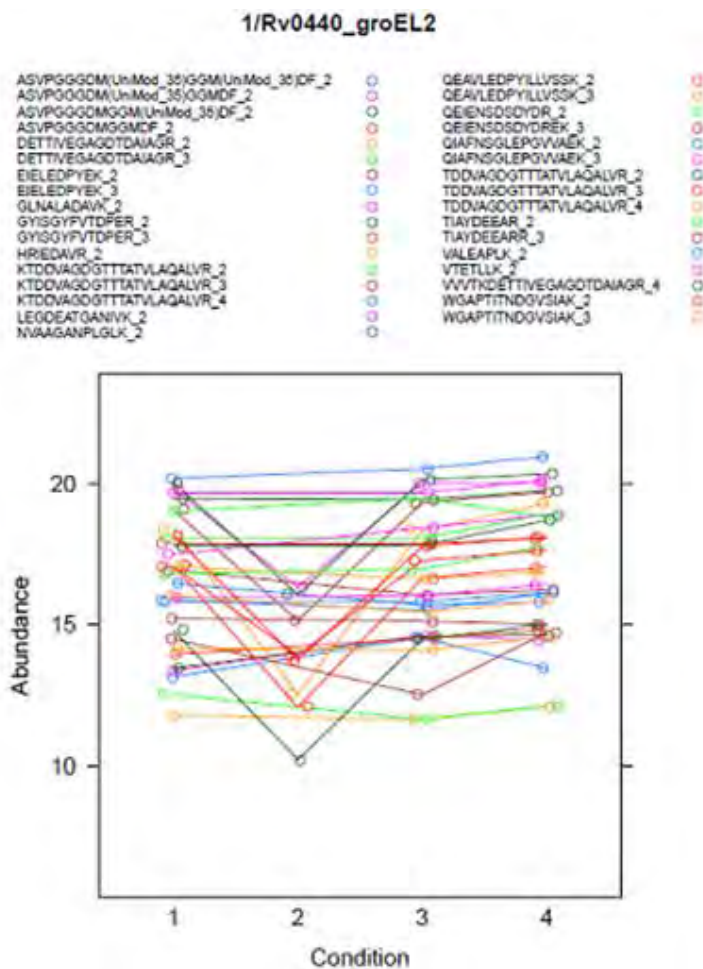 1/Rv0440_groEL2
ASVPGGGDM(UniMod_35)GGM(UniMod_35)DF_2
ASVPGGGDM(UniMod_35)GGMDF_2
ASVPGGGDMGGM(UniMod_35)DF_2
ASVPGGGDMGGMDF_2
DETTIVEGAGDTDAIAGR_2
DETTIVEGAGDTDAIAGR_3
EIELEDPYEK_2
EIELEDPYEK_3
GLNALADAVK_2
GYISGYFVTDPER_2
GYISGYFVTDPER_3
HRIEDAVR_2
KTDDVAGDGTTTATVLAQALVR_2
KTDDVAGDGTTTATVLAQALVR_3
KTDDVAGDGTTTATVLAQALVR_4
LEGDEATGANIVK_2
NVAAGANPLGLK_2
QEAVLEDPYILLVSSK_2
QEAVLEDPYILLVSSK_3
QEIENSDSDYDR_2
QEIENSDSDYDREK_3
QIAFNSGLEPGVVAEK_2
QIAFNSGLEPGVVAEK_3
TDDVAGDGTTTATVLAQALVR_2
TDDVAGDGTTTATVLAQALVR_3
TDDVAGDGTTTATVLAQALVR_4
TIAYDEEAR_2
TIAYDEEARR_3
VALEAPLK_2
VTETLLK_2
VVVTKDETTIVEGAGDTDAIAGR_4
WGAPTITNDGVSIAK_2
WGAPTITNDGVSIAK_3
Abundance
20
15
10
1 2 3 4
Condition